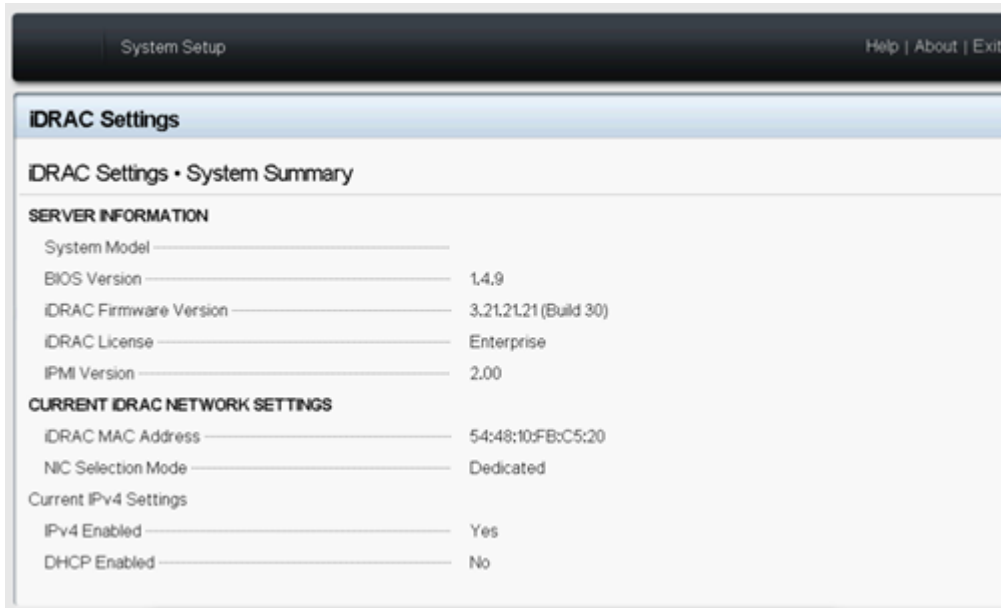 System Setup
Help | About | Exit
iDRAC Settings
iDRAC Settings • System Summary
SERVER INFORMATION
System Model
BIOS Version 1.4.9
iDRAC Firmware Version 3.21.21.21 (Build 30)
iDRAC License Enterprise
IPMI Version 2.00
CURRENT iDRAC NETWORK SETTINGS
iDRAC MAC Address 54:48:10:FB:C5:20
NIC Selection Mode Dedicated
Current IPv4 Settings
IPv4 Enabled Yes
DHCP Enabled No